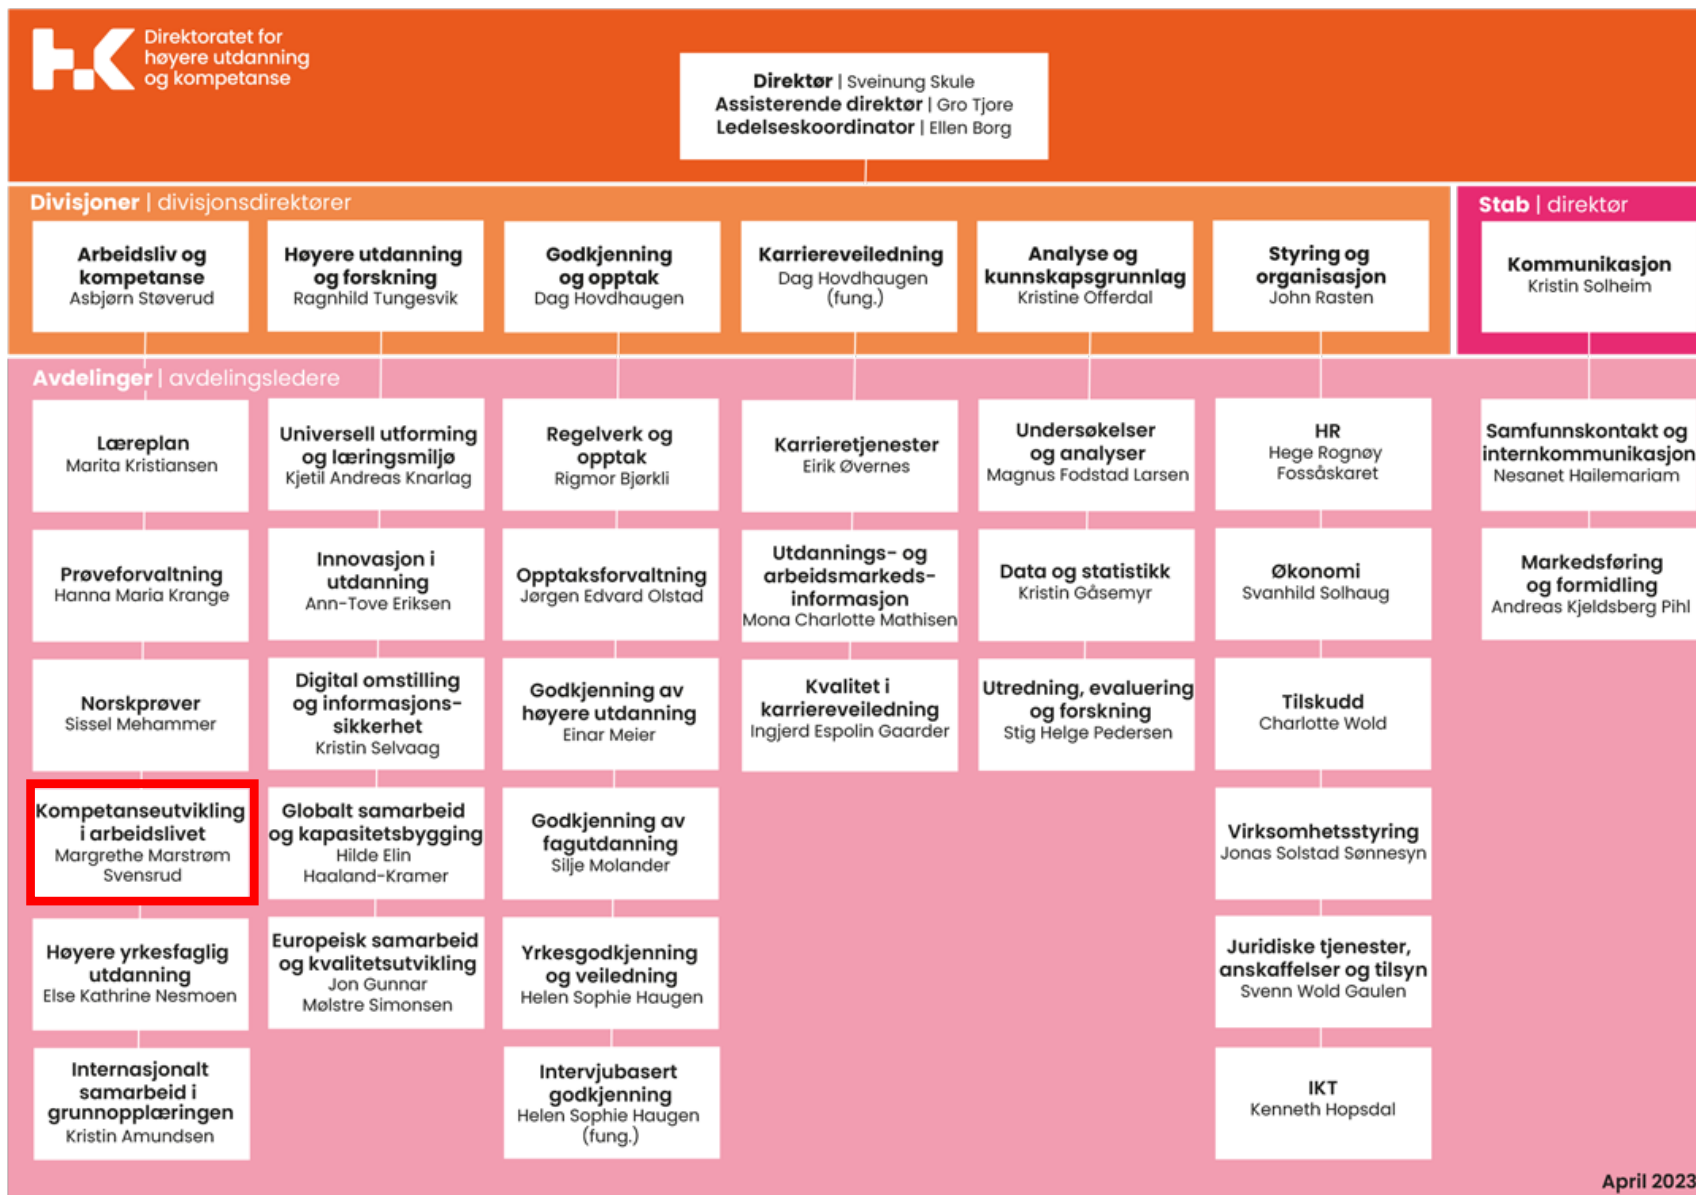 Direktoratet for
høyere utdanning
og kompetanse
Direktør | Sveinung Skule
Assisterende direktør | Gro Tjore
Ledelseskoordinator | Ellen Borg
Divisjoner | divisjonsdirektører
Arbeidsliv og
kompetanse
Asbjørn Støverud
Høyere utdanning
og forskning
Ragnhild Tungesvik
Godkjenning
og opptak
Dag Hovdhaugen
Karriereveiledning
Dag Hovdhaugen
(fung.)
Analyse og
kunnskapsgrunnlag
Kristine Offerdal
Styring og
organisasjon
John Rasten
Stab | direktør
Kommunikasjon
Kristin Solheim
Avdelinger | avdelingsledere
Læreplan
Marita Kristiansen
Prøveforvaltning
Hanna Maria Krange
Norskprøver
Sissel Mehammer
Kompetanseutvikling
i arbeidslivet
Margrethe Marstrøm
Svensrud
Høyere yrkesfaglig
utdanning
Else Kathrine Nesmoen
Internasjonalt
samarbeid i
grunnopplæringen
Kristin Amundsen
Universell utforming
og læringsmiljø
Kjetil Andreas Knarlag
Innovasjon i
utdanning
Ann-Tove Eriksen
Digital omstilling
og informasjons-
sikkerhet
Kristin Selvaag
Globalt samarbeid
og kapasitetsbygging
Hilde Elin
Haaland-Kramer
Europeisk samarbeid
og kvalitetsutvikling
Jon Gunnar
Mølstre Simonsen
Regelverk og
opptak
Rigmor Bjørkli
Opptaksforvaltning
Jørgen Edvard Olstad
Godkjenning av
høyere utdanning
Einar Meier
Godkjenning av
fagutdanning
Silje Molander
Yrkesgodkjenning
og veiledning
Helen Sophie Haugen
Intervjubasert
godkjenning
Helen Sophie Haugen
(fung.)
Karrieretjenester
Eirik Øvernes
Utdannings- og
arbeidsmarkeds-
informasjon
Mona Charlotte Mathisen
Kvalitet i
karriereveiledning
Ingjerd Espolin Gaarder
Undersøkelser
og analyser
Magnus Fodstad Larsen
Data og statistikk
Kristin Gåsemyr
Utredning, evaluering
og forskning
Stig Helge Pedersen
HR
Hege Rognøy
Fossåskaret
Økonomi
Svanhild Solhaug
Tilskudd
Charlotte Wold
Virksomhetsstyring
Jonas Solstad Sønnesyn
Juridiske tjenester,
anskaffelser og tilsyn
Svenn Wold Gaulen
IKT
Kenneth Hopsdal
Samfunnskontakt og
internkommunikasjon
Nesanet Hailemariam
Markedsføring
og formidling
Andreas Kjeldsberg Pihl
April 2023